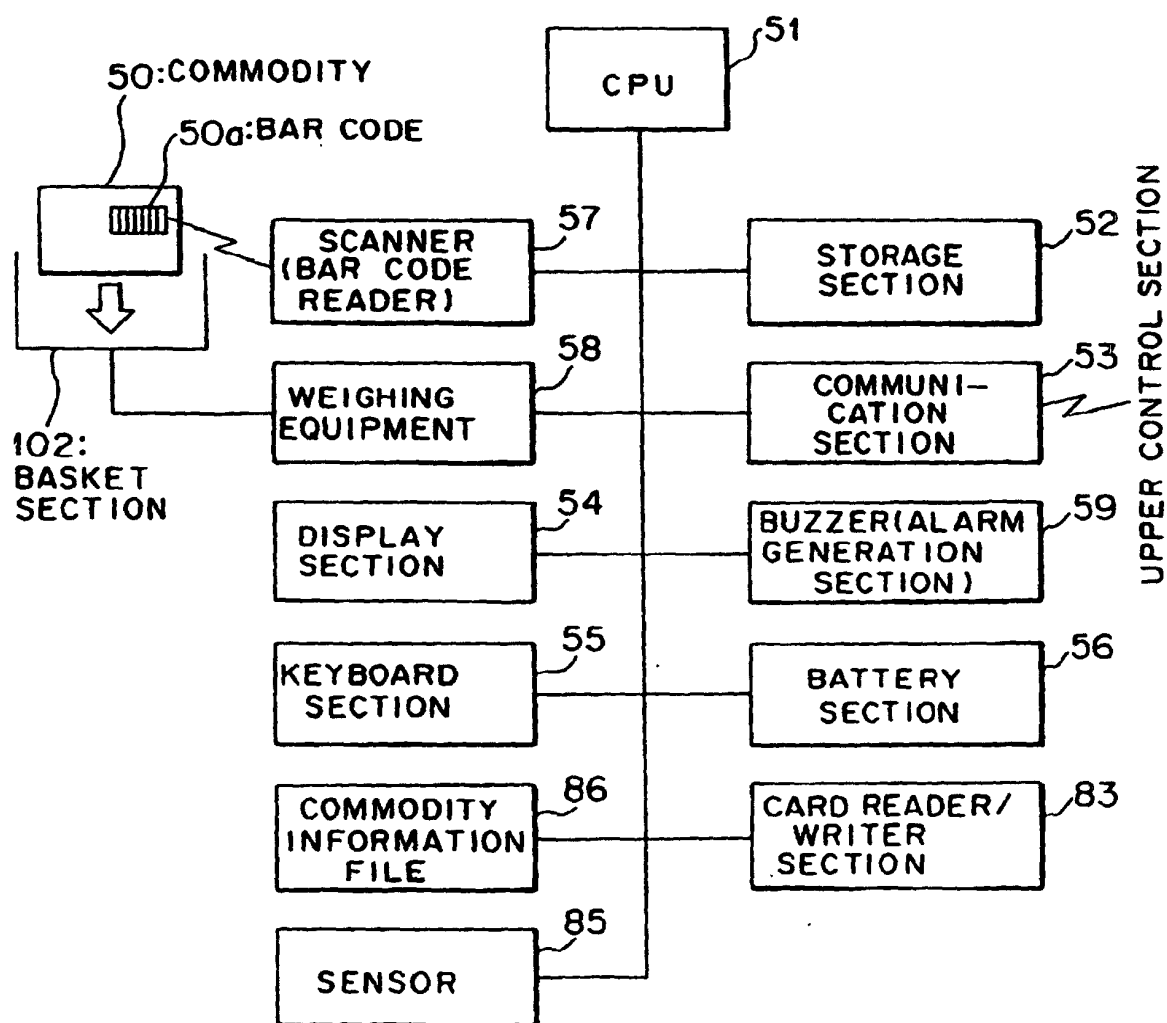 51
CPU
50:COMMODITY
50a:BAR CODE
57
SCANNER
(BAR CODE
READER)
52
STORAGE
SECTION
58
WEIGHING
EQUIPMENT
53
COMMUNI-
CATION
SECTION
UPPER CONTROL SECTION
102:
BASKET
SECTION
54
DISPLAY
SECTION
59
BUZZER(ALARM
GENERATION
SECTION)
55
KEYBOARD
SECTION
56
BATTERY
SECTION
86
COMMODITY
INFORMATION
FILE
83
CARD READER/
WRITER
SECTION
85
SENSOR